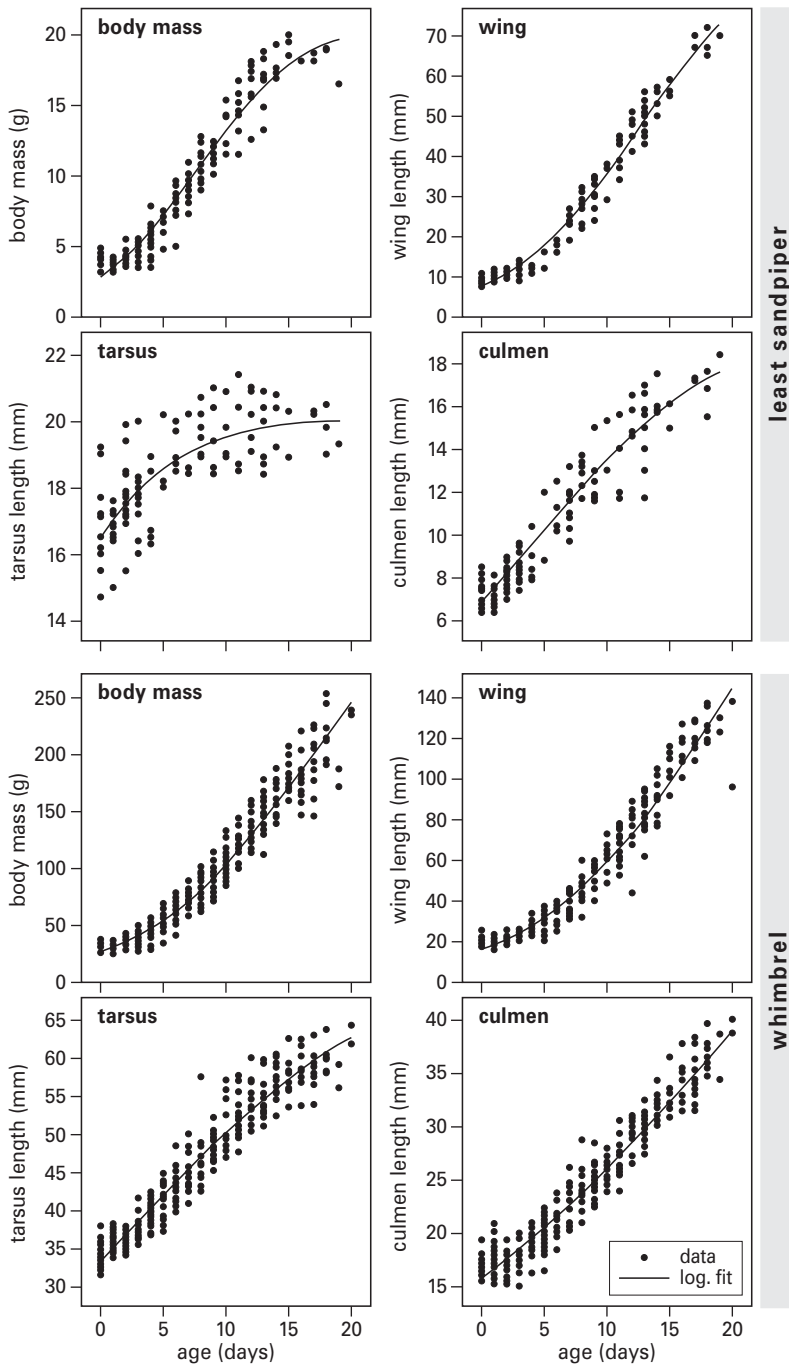 body mass
20
15
10
5
0
body mass (g)
wing
70
60
50
40
30
20
10
0
wing length (mm)
tarsus
22
20
18
16
14
tarsus length (mm)
culmen
18
16
14
12
10
8
6
culmen length (mm)
least sandpiper
body mass
250
200
150
100
50
0
body mass (g)
wing
140
120
100
80
60
40
20
0
wing length (mm)
tarsus
65
60
55
50
45
40
35
30
tarsus length (mm)
0 5 10 15 20
age (days)
culmen
40
35
30
25
20
15
culmen length (mm)
data
log. fit
0 5 10 15 20
age (days)
whimbrel